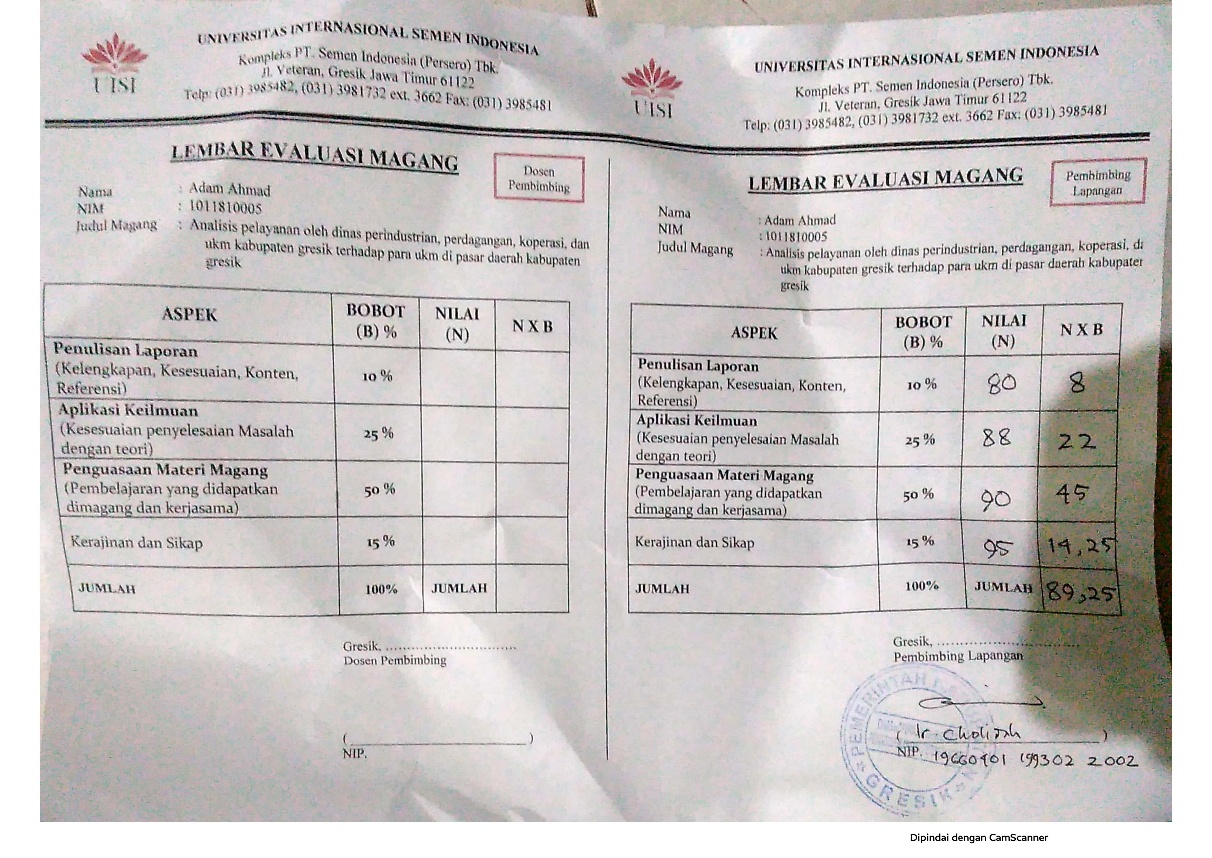 UISI
UNIVERSITAS INTERNASIONAL SEMEN INDONESIA
Kompleks PT. Semen Indonesia (Persero) Tbk.
Jl. Veteran, Gresik Jawa Timur 61122
Telp: (031) 3985482, (031) 3981732 ext. 3662 Fax: (031) 3985481
LEMBAR EVALUASI MAGANG
Dosen
Pembimbing
Nama : Adam Ahmad
NIM : 1011810005
Judul Magang : Analisis pelayanan oleh dinas perindustrian, perdagangan, koperasi, dan
ukm kabupaten gresik terhadap para ukm di pasar daerah kabupaten
gresik
ASPEK BOBOT (B) % NILAI (N) N X B
Penulisan Laporan
(Kelengkapan, Kesesuaian, Konten,
Referensi)
10 %
Aplikasi Keilmuan
(Kesesuaian penyelesaian Masalah
dengan teori)
25 %
Penguasaan Materi Magang
(Pembelajaran yang didapatkan
dimagang dan kerjasama)
50 %
Kerajinan dan Sikap 15 %
JUMLAH 100% JUMLAH
Gresik, ................................
Dosen Pembimbing
(______________________________)
NIP.
UISI
UNIVERSITAS INTERNASIONAL SEMEN INDONESIA
Kompleks PT. Semen Indonesia (Persero) Tbk.
Jl. Veteran, Gresik Jawa Timur 61122
Telp: (031) 3985482, (031) 3981732 ext. 3662 Fax: (031) 3985481
LEMBAR EVALUASI MAGANG
Pembimbing
Lapangan
Nama : Adam Ahmad
NIM : 1011810005
Judul Magang : Analisis pelayanan oleh dinas perindustrian, perdagangan, koperasi, da
ukm kabupaten gresik terhadap para ukm di pasar daerah kabupaten
gresik
ASPEK BOBOT (B) % NILAI (N) N X B
Penulisan Laporan
(Kelengkapan, Kesesuaian, Konten,
Referensi)
10 % 80 8
Aplikasi Keilmuan
(Kesesuaian penyelesaian Masalah
dengan teori)
25 % 88 22
Penguasaan Materi Magang
(Pembelajaran yang didapatkan
dimagang dan kerjasama)
50 % 90 45
Kerajinan dan Sikap 15 % 95 14,25
JUMLAH 100% JUMLAH 89,25
Gresik, ................................
Pembimbing Lapangan
PEMERINTAH
GRESIK
( Ir. Cholidah )
NIP. 19660401 199302 2 002
Dipindai dengan CamScanner